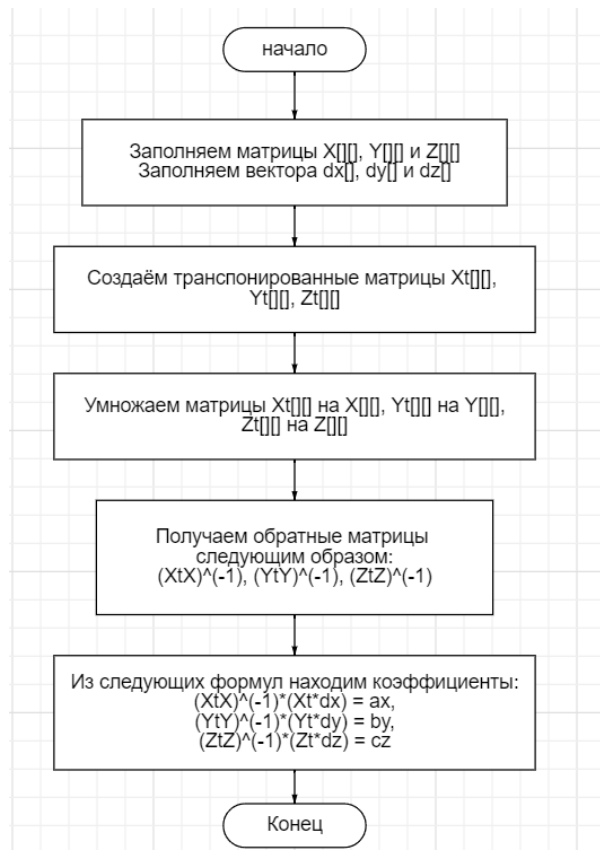 начало
Заполняем матрицы X[][], Y[][] и Z[][]
Заполняем вектора dx[], dy[] и dz[]
Создаём транспонированные матрицы Xt[][],
Yt[][], Zt[][]
Умножаем матрицы Xt[][] на X[][], Yt[][] на Y[][],
Zt[][] на Z[][]
Получаем обратные матрицы
следующим образом:
(XtX)^(-1), (YtY)^(-1), (ZtZ)^(-1)
Из следующих формул находим коэффициенты:
(XtX)^(-1)*(Xt*dx) = ax,
(YtY)^(-1)*(Yt*dy) = by,
(ZtZ)^(-1)*(Zt*dz) = cz
Конец